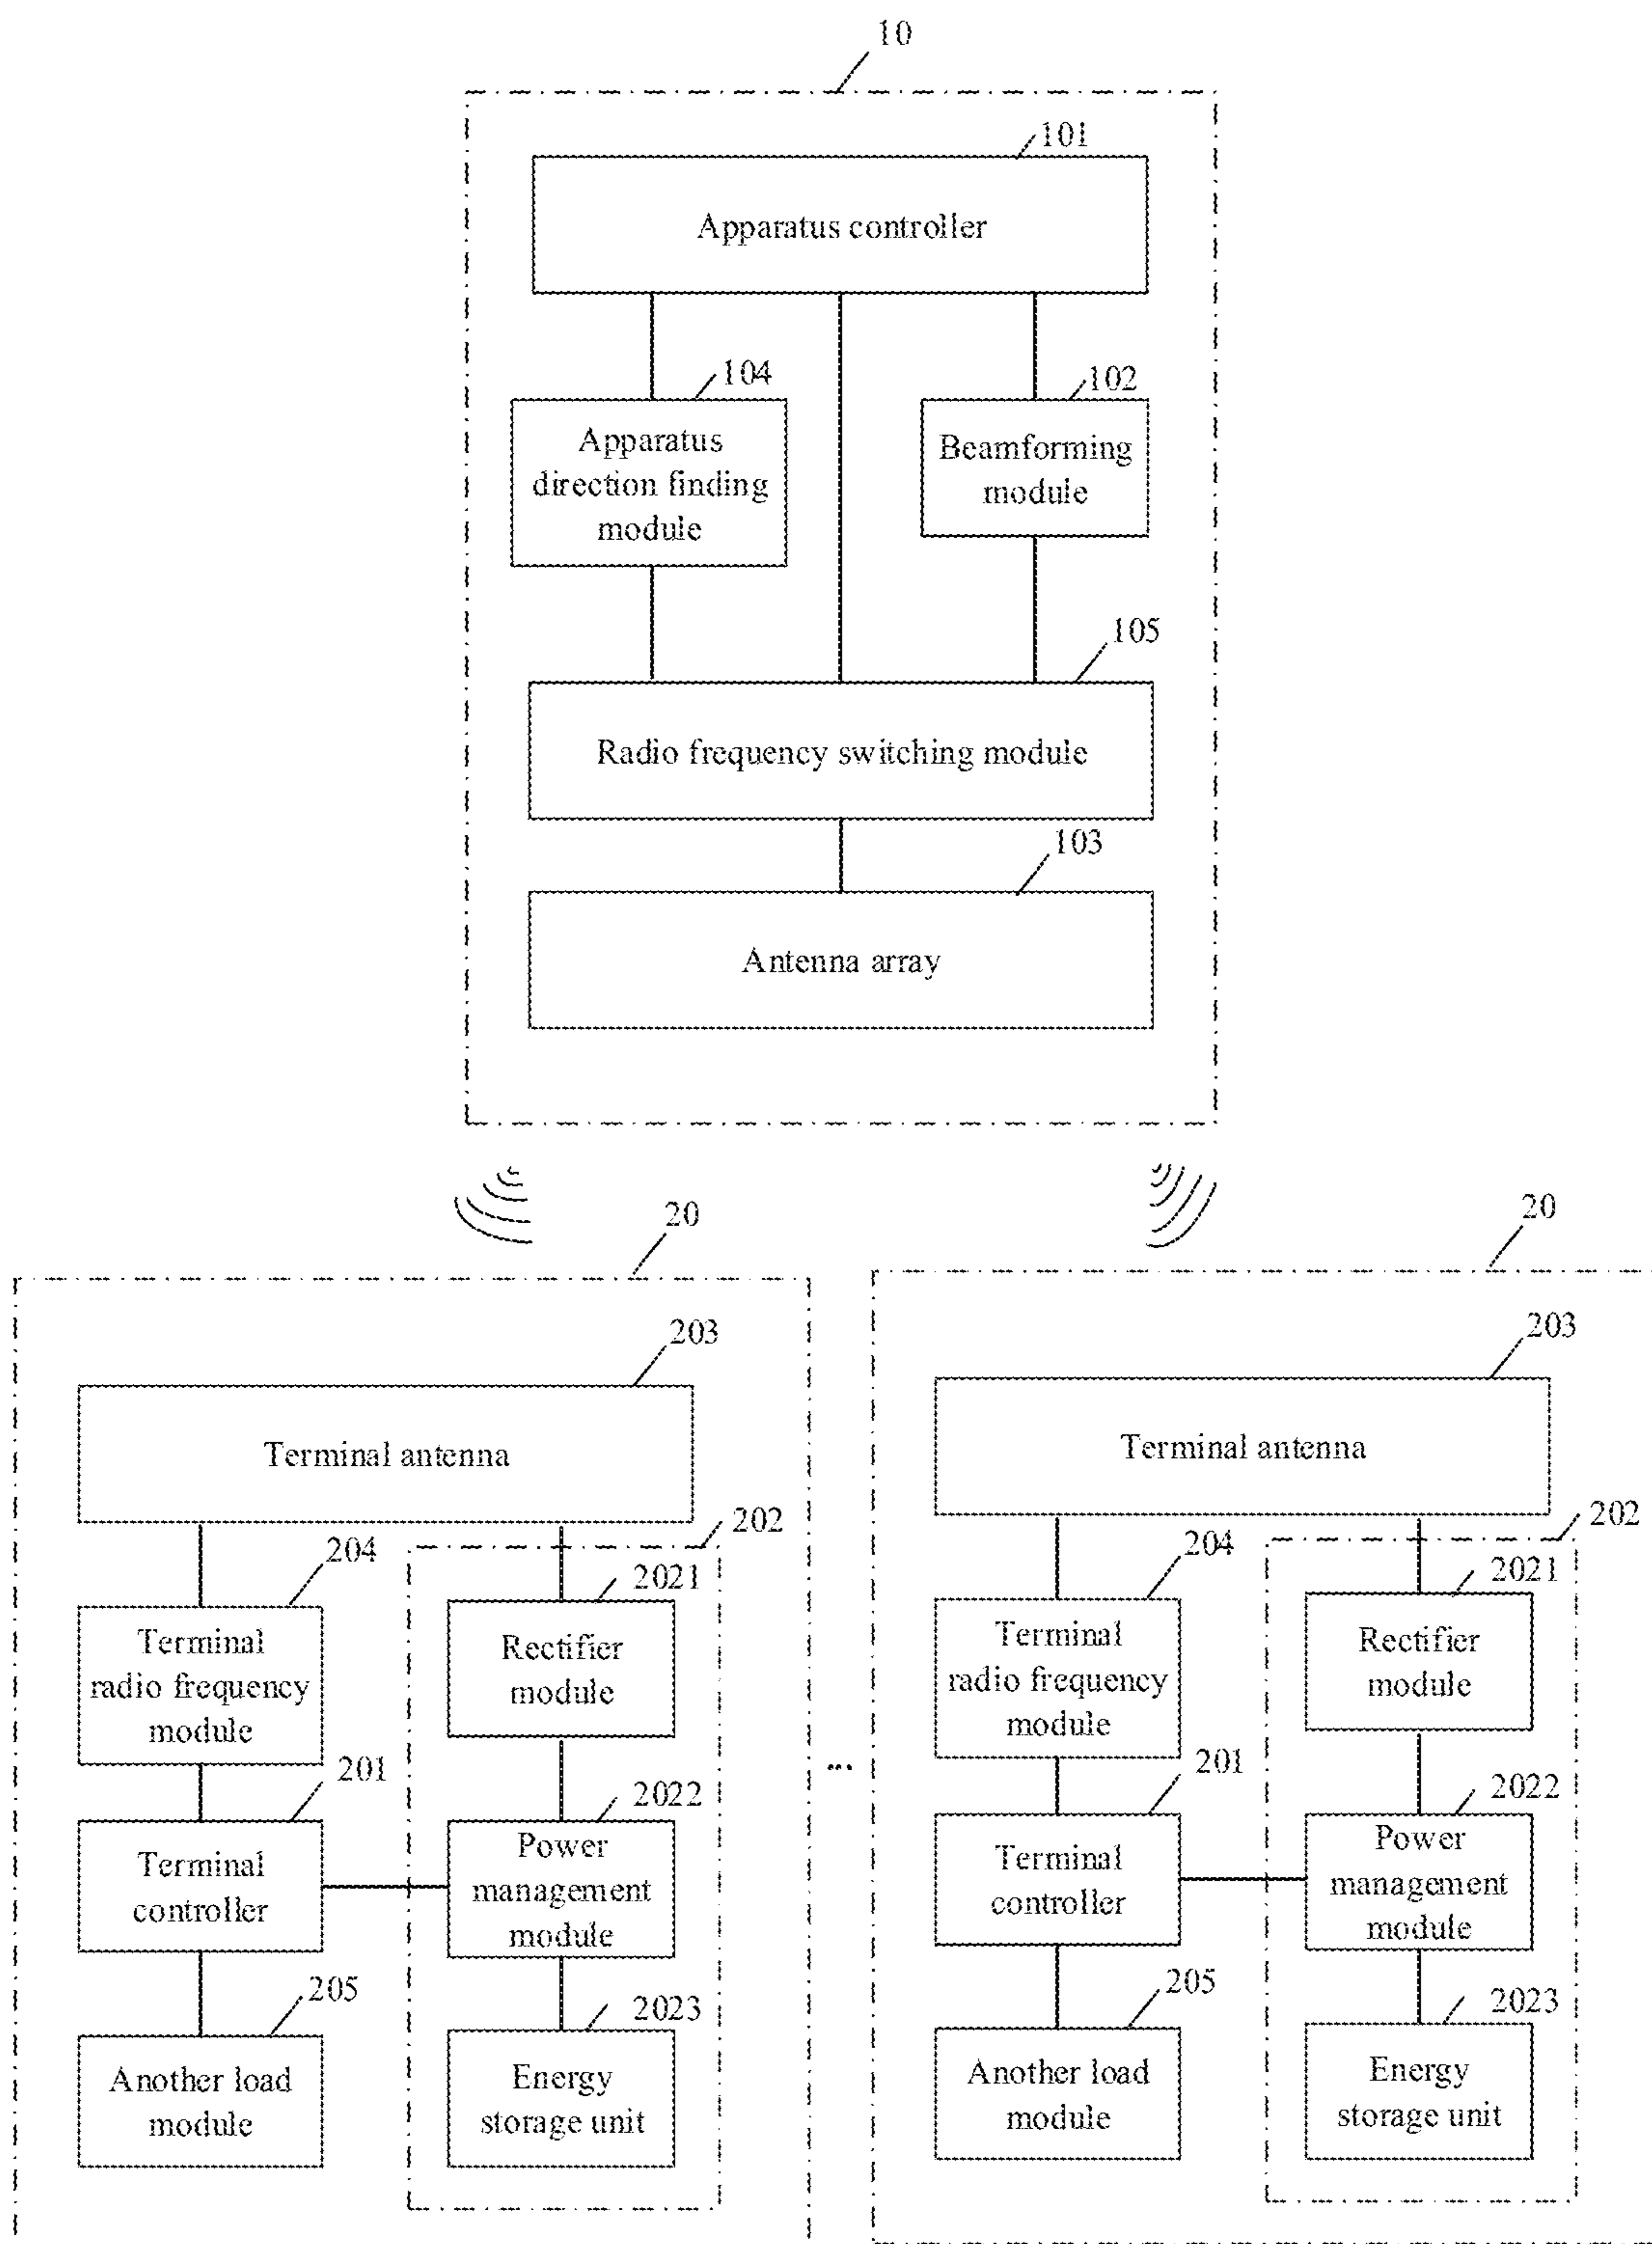 10
101
Apparatus controller
104
102
Apparatus
direction finding
module
Beamforming
module
105
Radio frequency switching module
103
Antenna array
20
203
Terminal antenna
202
204
2021
Terminal
radio frequency
module
Rectifier
module
201
2022
Terminal
controller
Power
management
module
205
2023
Another load
module
Energy
storage unit
...
20
203
Terminal antenna
202
204
2021
Terminal
radio frequency
module
Rectifier
module
201
2022
Terminal
controller
Power
management
module
205
2023
Another load
module
Energy
storage unit